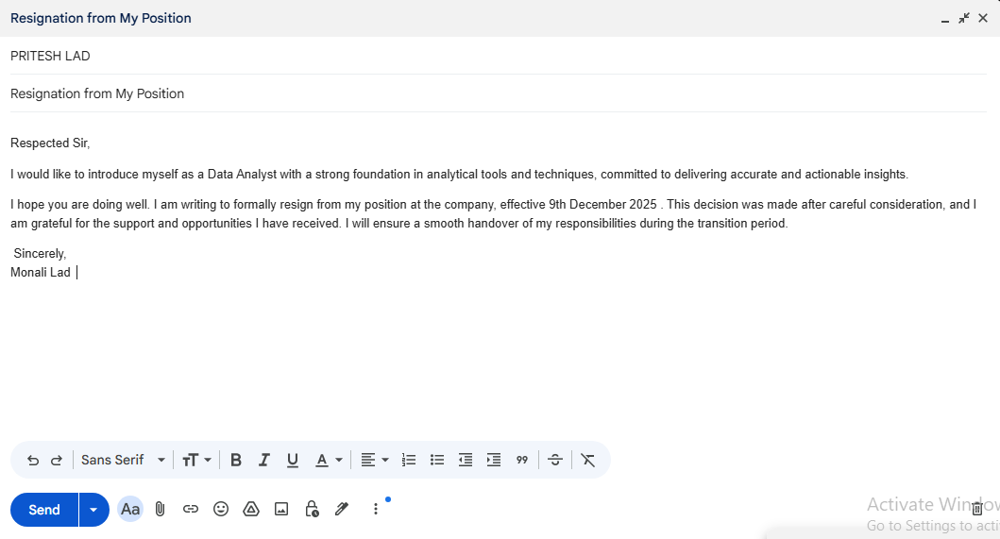 Resignation from My Position
PRITESH LAD
Resignation from My Position
Respected Sir,
I would like to introduce myself as a Data Analyst with a strong foundation in analytical tools and techniques, committed to delivering accurate and actionable insights.
I hope you are doing well. I am writing to formally resign from my position at the company, effective 9th December 2025 . This decision was made after careful consideration, and I
am grateful for the support and opportunities I have received. I will ensure a smooth handover of my responsibilities during the transition period.
Sincerely,
Monali Lad
Sans Serif
Send
Aa
Activate Window
Go to Settings to acti